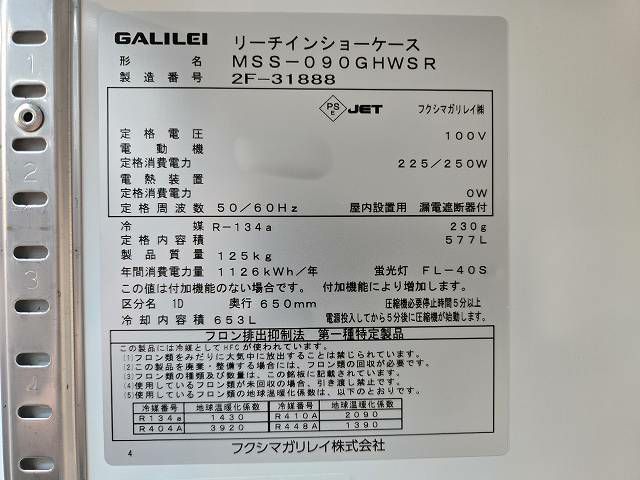 GALILEI リーチインショーケース
形名 MSS-090GHWSR
製造番号 2F-31888
PS E JET フクシマガリレイ㈱
定格電圧 100V
電動機
定格消費電力 225/250W
電熱装置
定格消費電力 0W
定格周波数 50/60Hz 屋内設置用 漏電遮断器付
冷媒 R-134a 230g
定格内容積 577L
製品質量 125kg
年間消費電力量 1126kWh/年 蛍光灯 FL-40S
この値は付加機能のない場合です。付加機能により増加します。
区分名 1D 奥行 650mm 圧縮機必要停止時間5分以上
冷却内容積 653L 電源投入してから5分後に圧縮機が始動します。
フロン排出抑制法 第一種特定製品
この製品には冷媒としてHFCが使われています。
(1)フロン類をみだりに大気中に放出することは禁じられています。
(2)この製品を廃棄・整備する場合には、フロン類の回収が必要です。
(3)フロン類の種類及び数量は、この銘板に記載されています。
(4)使用しているフロン類が未回収の場合、引き渡し禁止です。
(5)使用しているフロン類の地球温暖化係数は、以下のとおりです。
冷媒番号 地球温暖化係数 冷媒番号 地球温暖化係数
R134a 1430 R410A 2090
R404A 3920 R448A 1390
フクシマガリレイ株式会社
4
1
2
3
4